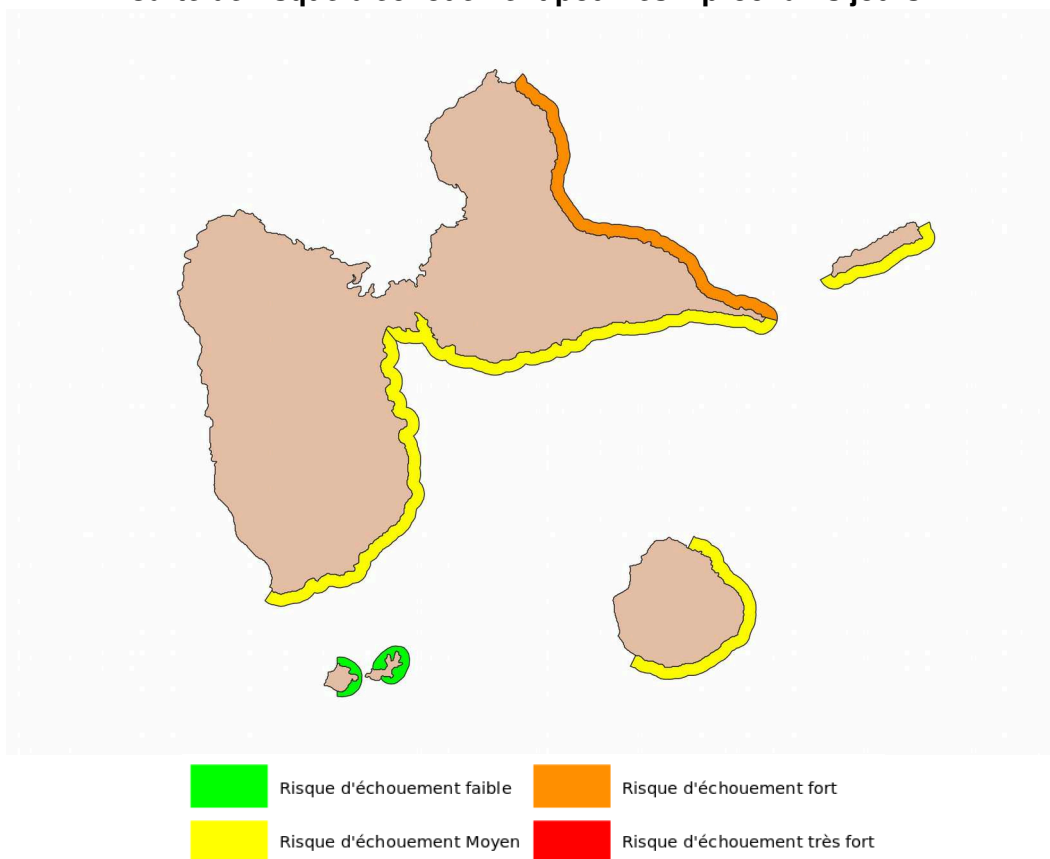 Risque d'échouement faible
Risque d'échouement fort
Risque d'échouement Moyen
Risque d'échouement très fort